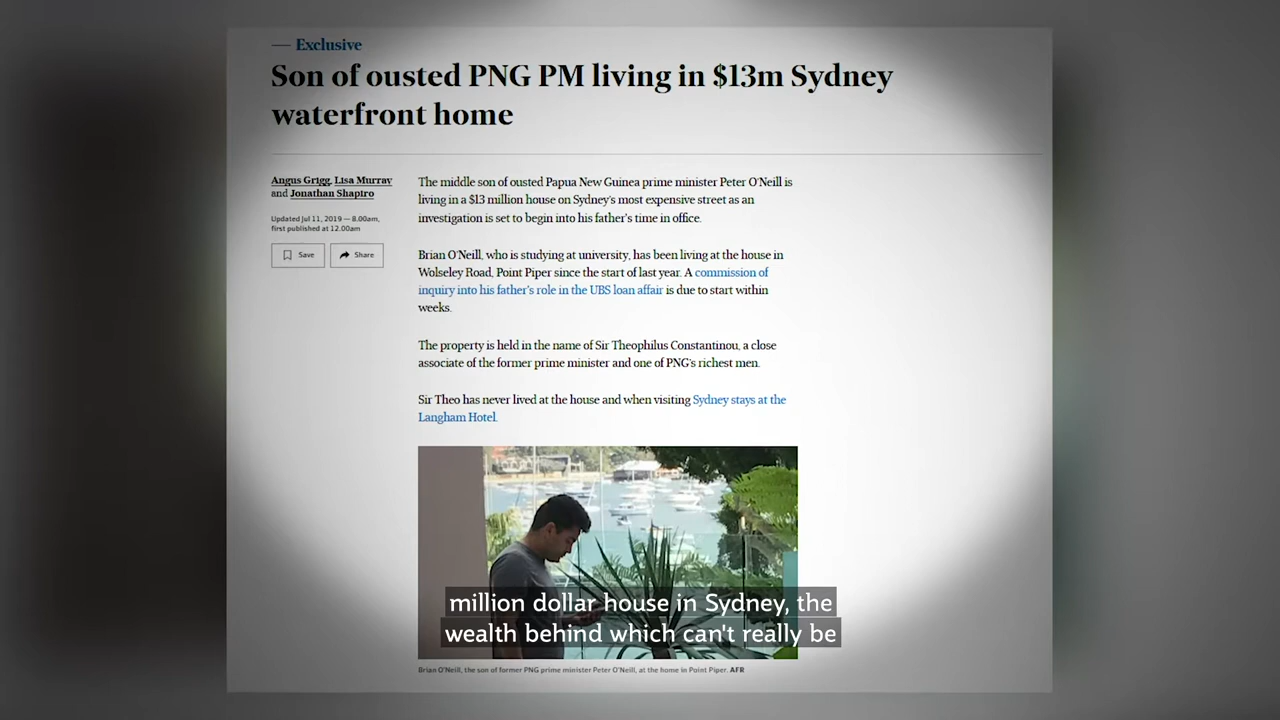 — Exclusive
Son of ousted PNG PM living in $13m Sydney
waterfront home
Angus Grigg, Lisa Murray
and Jonathan Shapiro
Updated Jul 11, 2019 — 8.00am,
first published at 12.00am
Save
Share
The middle son of ousted Papua New Guinea prime minister Peter O'Neill is
living in a $13 million house on Sydney's most expensive street as an
investigation is set to begin into his father's time in office.
Brian O'Neill, who is studying at university, has been living at the house in
Wolseley Road, Point Piper since the start of last year. A commission of
inquiry into his father's role in the UBS loan affair is due to start within
weeks.
The property is held in the name of Sir Theophilus Constantinou, a close
associate of the former prime minister and one of PNG's richest men.
Sir Theo has never lived at the house and when visiting Sydney stays at the
Langham Hotel.
million dollar house in Sydney, the
wealth behind which can't really be
Brian O'Neill, the son of former PNG prime minister Peter O'Neill, at the home in Point Piper. AFR